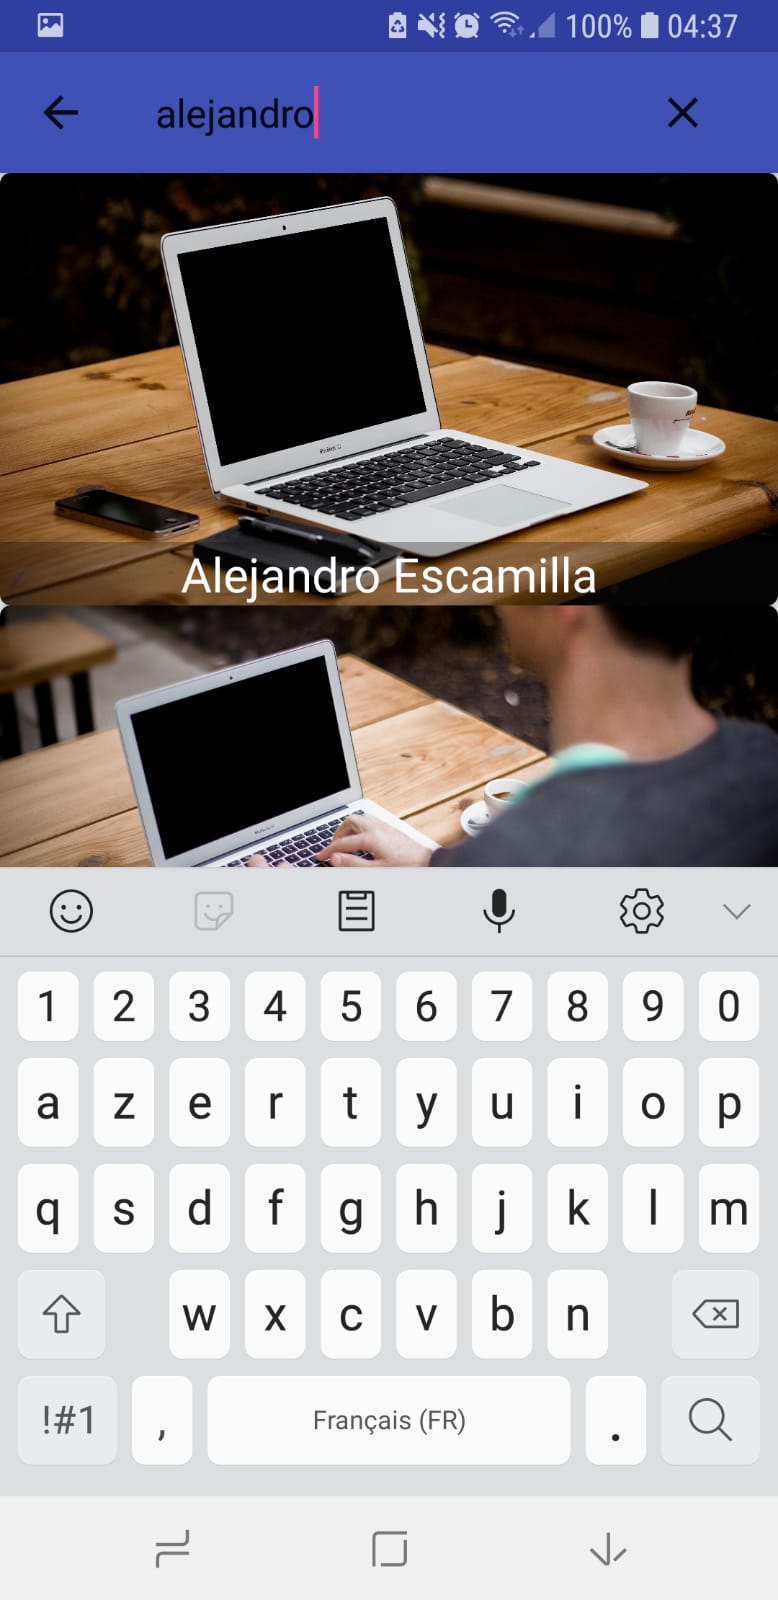 100% 04:37
alejandro
Alejandro Escamilla
1 2 3 4 5 6 7 8 9 0
a z e r t y u i o p
q s d f g h j k l m
w x c v b n
!#1 , Français (FR) .